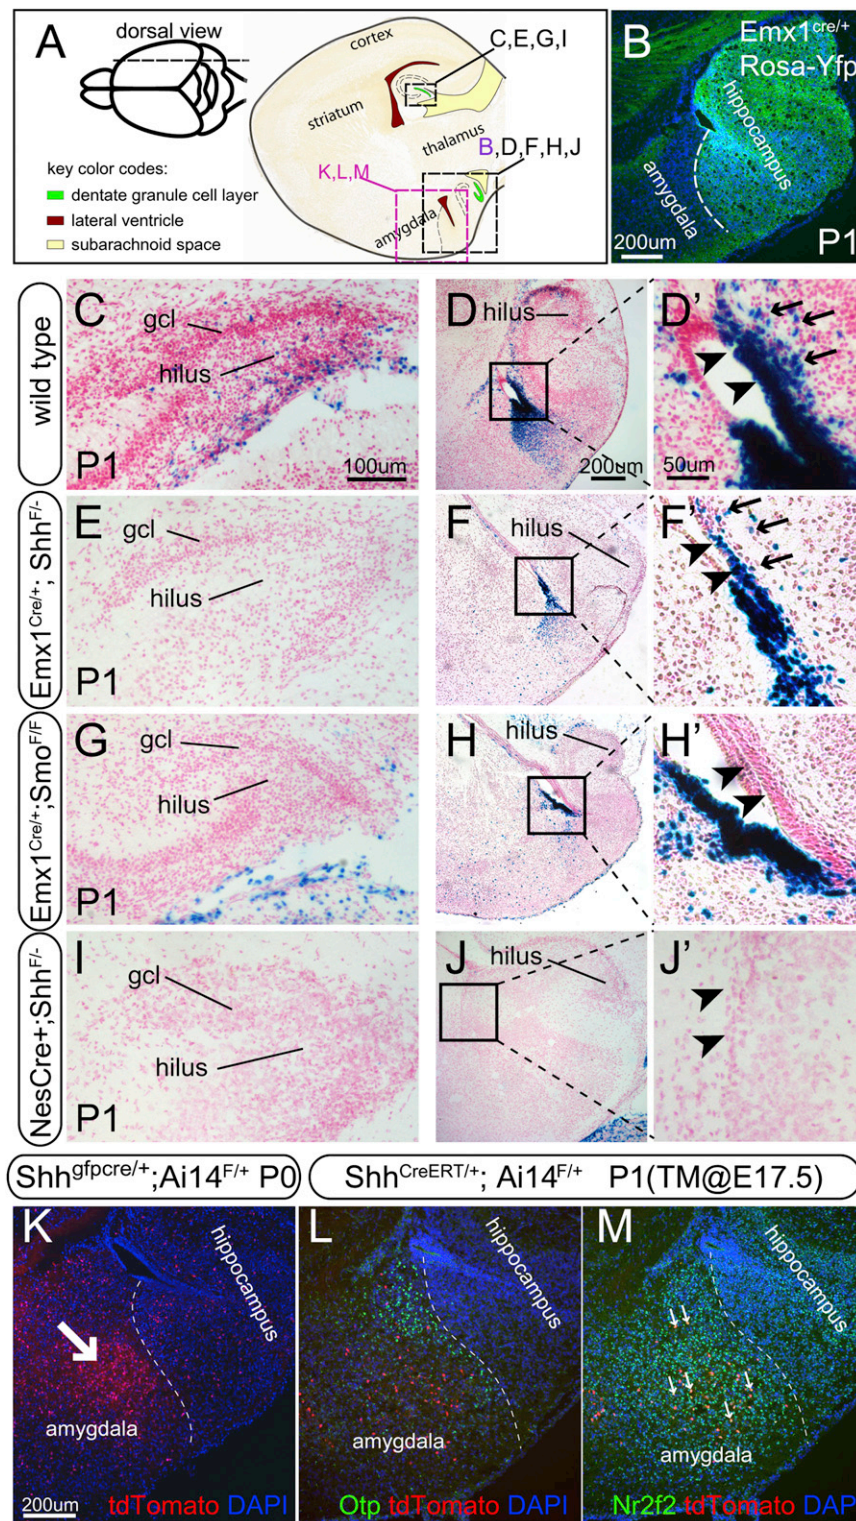 A
dorsal view
key color codes:
dentate granule cell layer
lateral ventricle
subarachnoid space
cortex
striatum
thalamus
amygdala
C,E,G,I
B,D,F,H,J
K,L,M
B
Emx1cre/+
Rosa-Yfp
hippocampus
amygdala
200um
P1
wild type
C
gcl
hilus
P1
100um
D
hilus
200um
D'
50um
Emx1Cre/+; ShhF/-
E
gcl
hilus
P1
F
hilus
F'
Emx1Cre/+;SmoF/F
G
gcl
hilus
P1
H
hilus
H'
NesCre+;ShhF/-
I
gcl
hilus
P1
J
hilus
J'
Shhgfpcre/+;Ai14F/+ P0
ShhCreERT/+; Ai14F/+ P1(TM@E17.5)
K
hippocampus
amygdala
200um
tdTomato DAPI
L
hippocampus
amygdala
Otp tdTomato DAPI
M
hippocampus
amygdala
Nr2f2 tdTomato DAPI